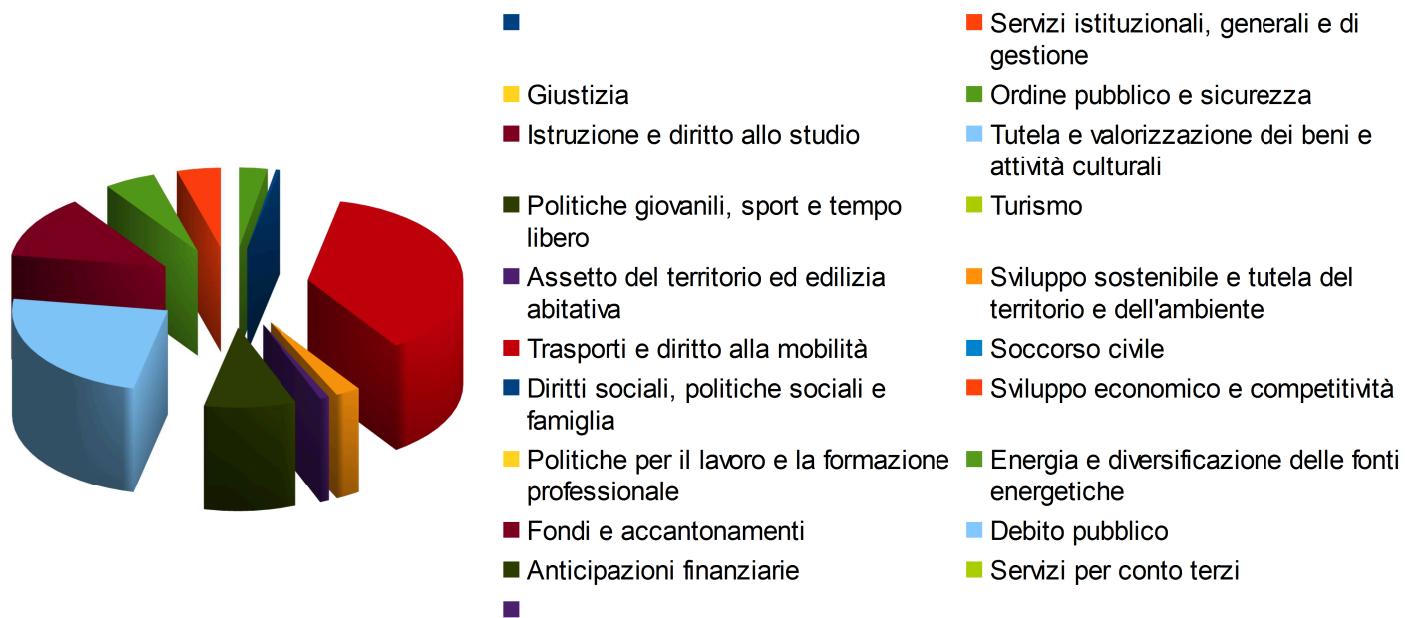 Servizi istituzionali, generali e di
gestione
Giustizia
Ordine pubblico e sicurezza
Istruzione e diritto allo studio
Tutela e valorizzazione dei beni e
attività culturali
Politiche giovanili, sport e tempo
libero
Turismo
Assetto del territorio ed edilizia
abitativa
Sviluppo sostenibile e tutela del
territorio e dell'ambiente
Trasporti e diritto alla mobilità
Soccorso civile
Diritti sociali, politiche sociali e
famiglia
Sviluppo economico e competitività
Politiche per il lavoro e la formazione
professionale
Energia e diversificazione delle fonti
energetiche
Fondi e accantonamenti
Debito pubblico
Anticipazioni finanziarie
Servizi per conto terzi